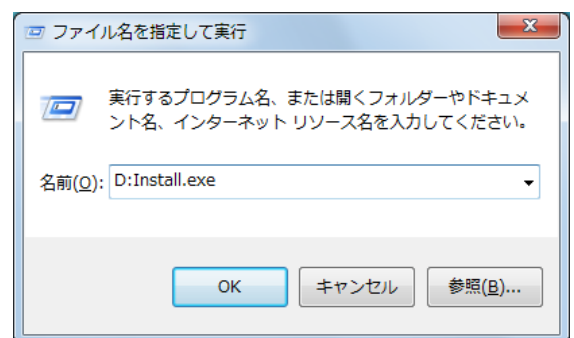 ファイル名を指定して実行
実行するプログラム名、または開くフォルダーやドキュメ
ント名、インターネット リソース名を入力してください。
名前(O): D:Install.exe
OK キャンセル 参照(B)...